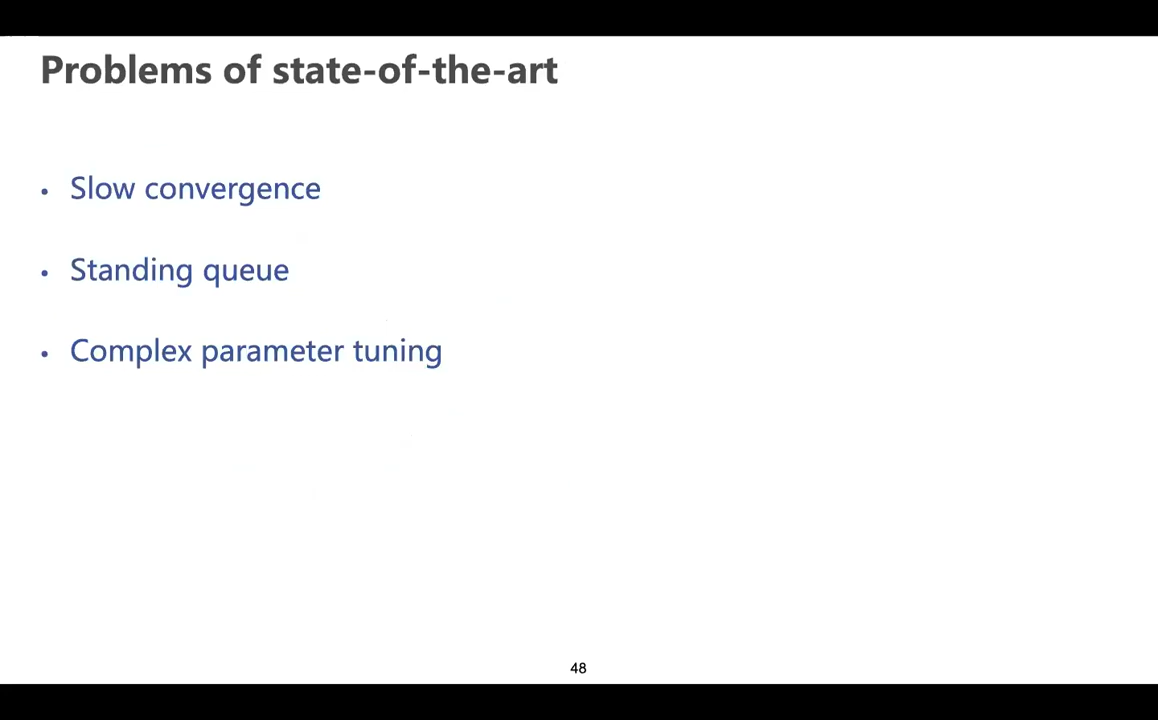 Problems of state-of-the-art
• Slow convergence
• Standing queue
• Complex parameter tuning
48